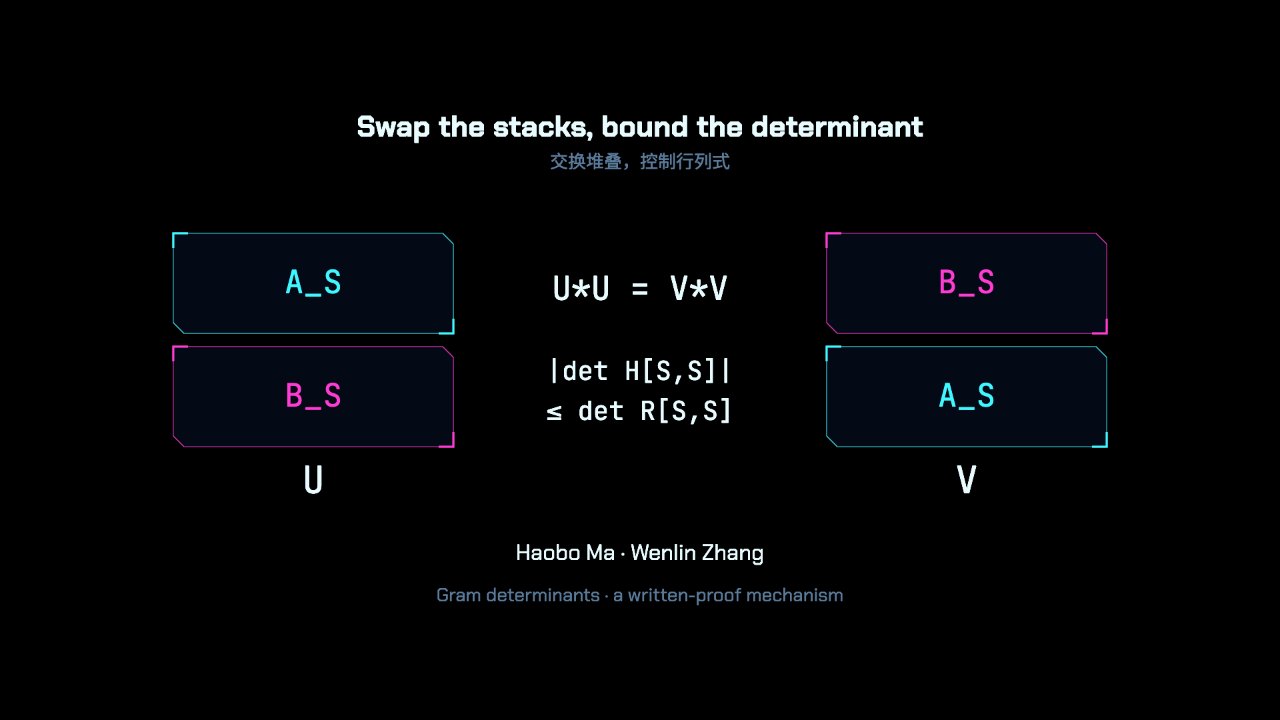 Swap the stacks, bound the determinant
交换堆叠，控制行列式
A_S
B_S
U
U*U = V*V
|det H[S,S]|
≤ det R[S,S]
B_S
A_S
V
Haobo Ma · Wenlin Zhang
Gram determinants · a written-proof mechanism